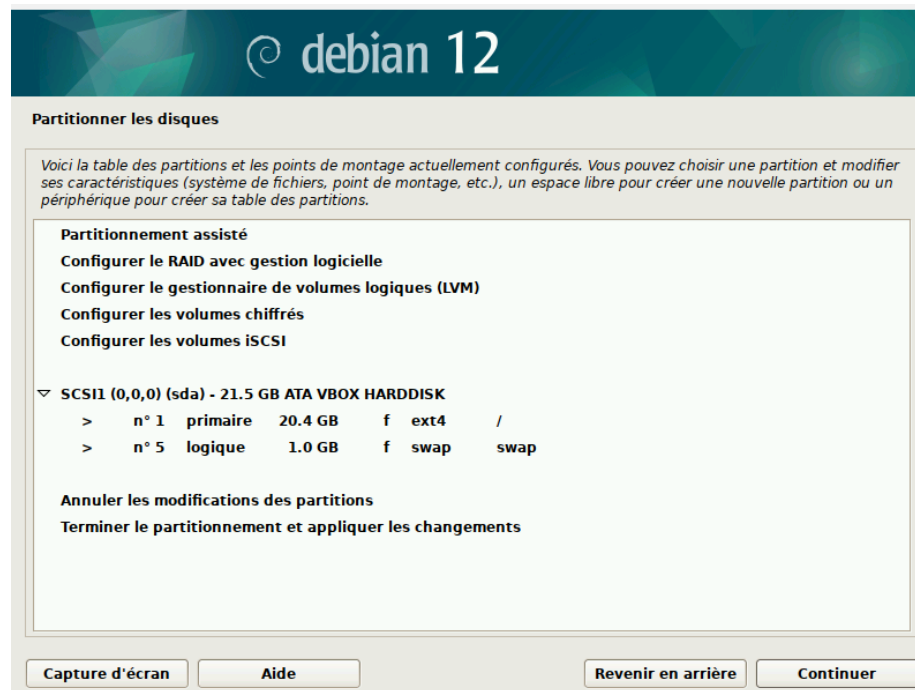 debian 12
Partitionner les disques
Voici la table des partitions et les points de montage actuellement configurés. Vous pouvez choisir une partition et modifier
ses caractéristiques (système de fichiers, point de montage, etc.), un espace libre pour créer une nouvelle partition ou un
périphérique pour créer sa table des partitions.
Partitionnement assisté
Configurer le RAID avec gestion logicielle
Configurer le gestionnaire de volumes logiques (LVM)
Configurer les volumes chiffrés
Configurer les volumes iSCSI
SCSI1 (0,0,0) (sda) - 21.5 GB ATA VBOX HARDDISK
> n° 1 primaire 20.4 GB f ext4 /
> n° 5 logique 1.0 GB f swap swap
Annuler les modifications des partitions
Terminer le partitionnement et appliquer les changements
Capture d'écran Aide Revenir en arrière Continuer